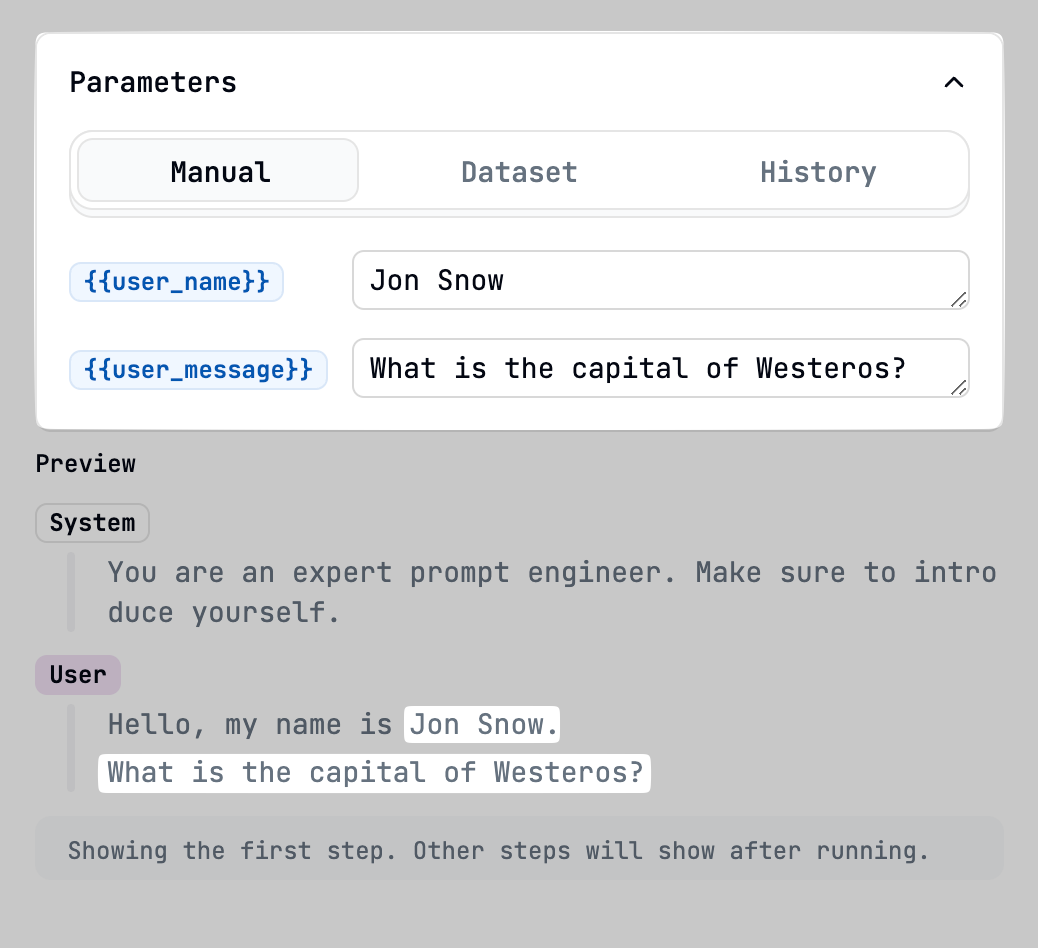 Parameters
Manual Dataset History
{{user_name}} Jon Snow
{{user_message}} What is the capital of Westeros?
Preview
System
You are an expert prompt engineer. Make sure to intro
duce yourself.
User
Hello, my name is Jon Snow.
What is the capital of Westeros?
Showing the first step. Other steps will show after running.